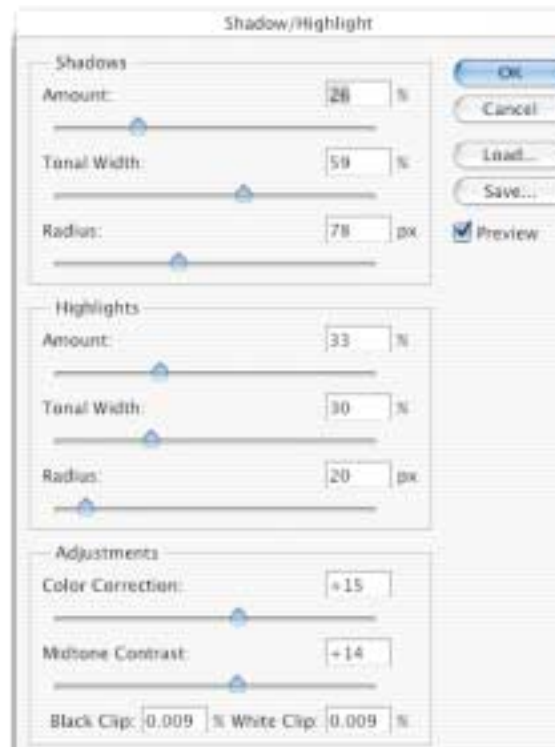 Shadow/Highlight
Shadows
Amount: 26 %
Tonal Width: 59 %
Radius: 78 px
Highlights
Amount: 33 %
Tonal Width: 30 %
Radius: 20 px
Adjustments
Color Correction: +15
Midtone Contrast: +14
Black Clip: 0.009 % White Clip: 0.009 %
OK
Cancel
Load...
Save...
Preview